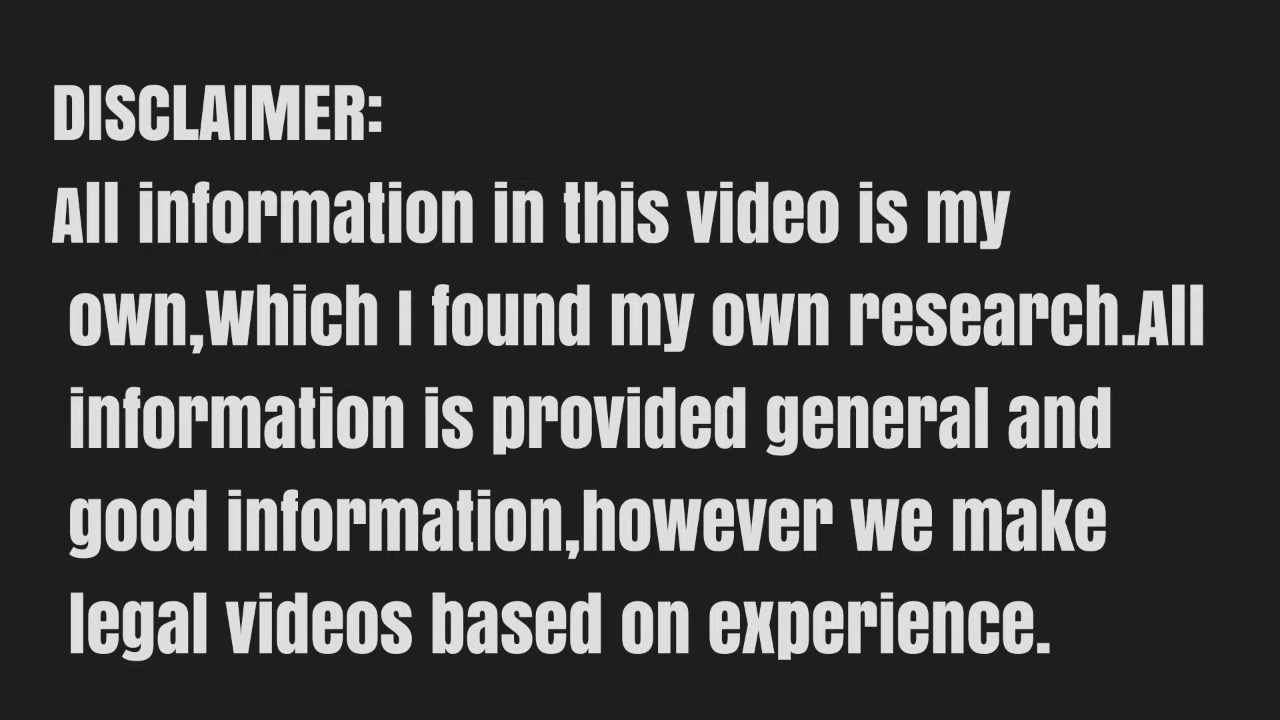 DISCLAIMER:
All information in this video is my
own,Which I found my own research.All
information is provided general and
good information,however we make
legal videos based on experience.